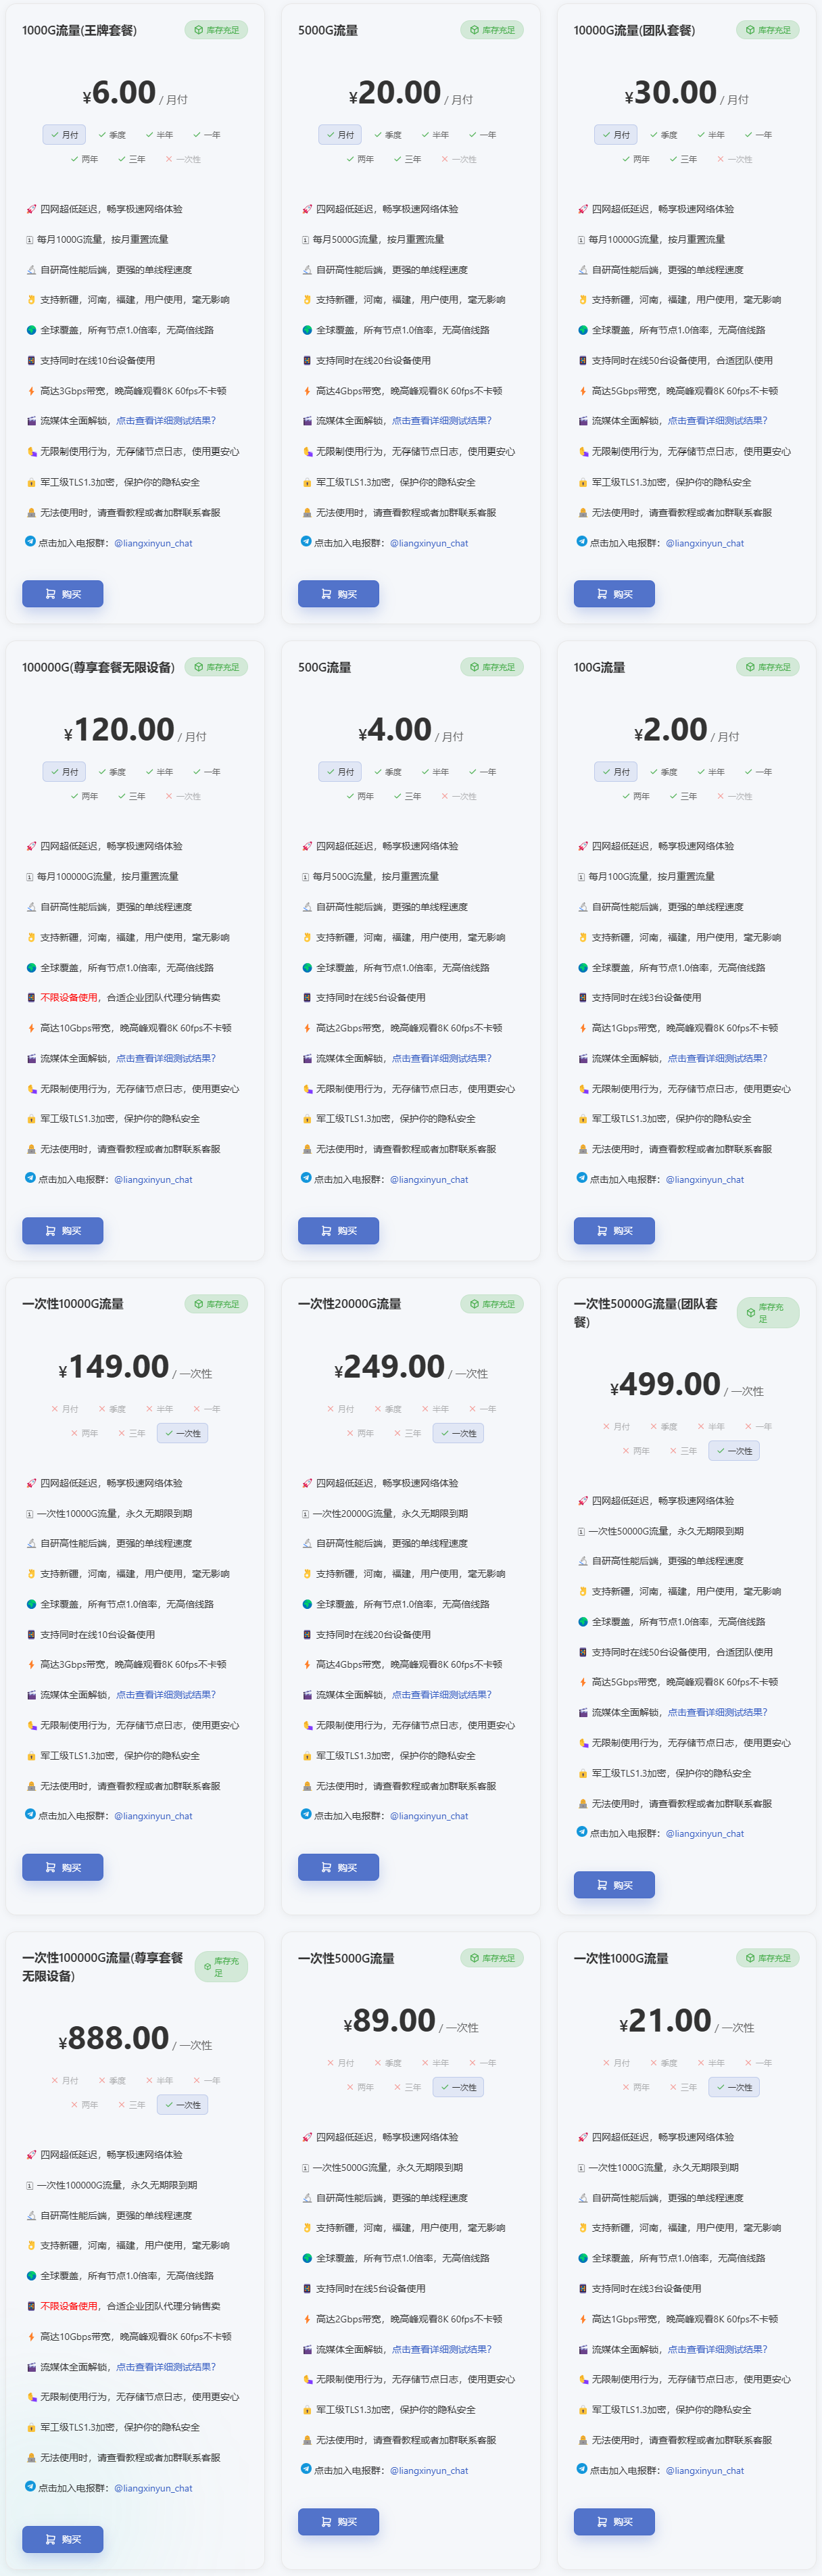 1000G流量(王牌套餐) 库存充足
¥6.00 / 月付
月付 季度 半年 一年
两年 三年 一次性
四网超低延迟，畅享极速网络体验
每月1000G流量，按月重置流量
自研高性能后端，更强的单线程速度
支持新疆，河南，福建，用户使用，毫无影响
全球覆盖，所有节点1.0倍率，无高倍线路
支持同时在线10台设备使用
高达3Gbps带宽，晚高峰观看8K 60fps不卡顿
流媒体全面解锁，点击查看详细测试结果?
无限制使用行为，无存储节点日志，使用更安心
军工级TLS1.3加密，保护你的隐私安全
无法使用时，请查看教程或者加群联系客服
点击加入电报群：@liangxinyun_chat
购买
5000G流量 库存充足
¥20.00 / 月付
月付 季度 半年 一年
两年 三年 一次性
四网超低延迟，畅享极速网络体验
每月5000G流量，按月重置流量
自研高性能后端，更强的单线程速度
支持新疆，河南，福建，用户使用，毫无影响
全球覆盖，所有节点1.0倍率，无高倍线路
支持同时在线20台设备使用
高达4Gbps带宽，晚高峰观看8K 60fps不卡顿
流媒体全面解锁，点击查看详细测试结果?
无限制使用行为，无存储节点日志，使用更安心
军工级TLS1.3加密，保护你的隐私安全
无法使用时，请查看教程或者加群联系客服
点击加入电报群：@liangxinyun_chat
购买
10000G流量(团队套餐) 库存充足
¥30.00 / 月付
月付 季度 半年 一年
两年 三年 一次性
四网超低延迟，畅享极速网络体验
每月10000G流量，按月重置流量
自研高性能后端，更强的单线程速度
支持新疆，河南，福建，用户使用，毫无影响
全球覆盖，所有节点1.0倍率，无高倍线路
支持同时在线50台设备使用，合适团队使用
高达5Gbps带宽，晚高峰观看8K 60fps不卡顿
流媒体全面解锁，点击查看详细测试结果?
无限制使用行为，无存储节点日志，使用更安心
军工级TLS1.3加密，保护你的隐私安全
无法使用时，请查看教程或者加群联系客服
点击加入电报群：@liangxinyun_chat
购买
100000G(尊享套餐无限设备) 库存充足
¥120.00 / 月付
月付 季度 半年 一年
两年 三年 一次性
四网超低延迟，畅享极速网络体验
每月100000G流量，按月重置流量
自研高性能后端，更强的单线程速度
支持新疆，河南，福建，用户使用，毫无影响
全球覆盖，所有节点1.0倍率，无高倍线路
不限设备使用，合适企业团队代理分销售卖
高达10Gbps带宽，晚高峰观看8K 60fps不卡顿
流媒体全面解锁，点击查看详细测试结果?
无限制使用行为，无存储节点日志，使用更安心
军工级TLS1.3加密，保护你的隐私安全
无法使用时，请查看教程或者加群联系客服
点击加入电报群：@liangxinyun_chat
购买
500G流量 库存充足
¥4.00 / 月付
月付 季度 半年 一年
两年 三年 一次性
四网超低延迟，畅享极速网络体验
每月500G流量，按月重置流量
自研高性能后端，更强的单线程速度
支持新疆，河南，福建，用户使用，毫无影响
全球覆盖，所有节点1.0倍率，无高倍线路
支持同时在线5台设备使用
高达2Gbps带宽，晚高峰观看8K 60fps不卡顿
流媒体全面解锁，点击查看详细测试结果?
无限制使用行为，无存储节点日志，使用更安心
军工级TLS1.3加密，保护你的隐私安全
无法使用时，请查看教程或者加群联系客服
点击加入电报群：@liangxinyun_chat
购买
100G流量 库存充足
¥2.00 / 月付
月付 季度 半年 一年
两年 三年 一次性
四网超低延迟，畅享极速网络体验
每月100G流量，按月重置流量
自研高性能后端，更强的单线程速度
支持新疆，河南，福建，用户使用，毫无影响
全球覆盖，所有节点1.0倍率，无高倍线路
支持同时在线3台设备使用
高达1Gbps带宽，晚高峰观看8K 60fps不卡顿
流媒体全面解锁，点击查看详细测试结果?
无限制使用行为，无存储节点日志，使用更安心
军工级TLS1.3加密，保护你的隐私安全
无法使用时，请查看教程或者加群联系客服
点击加入电报群：@liangxinyun_chat
购买
一次性10000G流量 库存充足
¥149.00 / 一次性
月付 季度 半年 一年
两年 三年 一次性
四网超低延迟，畅享极速网络体验
一次性10000G流量，永久无期限到期
自研高性能后端，更强的单线程速度
支持新疆，河南，福建，用户使用，毫无影响
全球覆盖，所有节点1.0倍率，无高倍线路
支持同时在线10台设备使用
高达3Gbps带宽，晚高峰观看8K 60fps不卡顿
流媒体全面解锁，点击查看详细测试结果?
无限制使用行为，无存储节点日志，使用更安心
军工级TLS1.3加密，保护你的隐私安全
无法使用时，请查看教程或者加群联系客服
点击加入电报群：@liangxinyun_chat
购买
一次性20000G流量 库存充足
¥249.00 / 一次性
月付 季度 半年 一年
两年 三年 一次性
四网超低延迟，畅享极速网络体验
一次性20000G流量，永久无期限到期
自研高性能后端，更强的单线程速度
支持新疆，河南，福建，用户使用，毫无影响
全球覆盖，所有节点1.0倍率，无高倍线路
支持同时在线20台设备使用
高达4Gbps带宽，晚高峰观看8K 60fps不卡顿
流媒体全面解锁，点击查看详细测试结果?
无限制使用行为，无存储节点日志，使用更安心
军工级TLS1.3加密，保护你的隐私安全
无法使用时，请查看教程或者加群联系客服
点击加入电报群：@liangxinyun_chat
购买
一次性50000G流量(团队套
餐)
库存充
足
¥499.00 / 一次性
月付 季度 半年 一年
两年 三年 一次性
四网超低延迟，畅享极速网络体验
一次性50000G流量，永久无期限到期
自研高性能后端，更强的单线程速度
支持新疆，河南，福建，用户使用，毫无影响
全球覆盖，所有节点1.0倍率，无高倍线路
支持同时在线50台设备使用，合适团队使用
高达5Gbps带宽，晚高峰观看8K 60fps不卡顿
流媒体全面解锁，点击查看详细测试结果?
无限制使用行为，无存储节点日志，使用更安心
军工级TLS1.3加密，保护你的隐私安全
无法使用时，请查看教程或者加群联系客服
点击加入电报群：@liangxinyun_chat
购买
一次性100000G流量(尊享套餐
无限设备)
库存充
足
¥888.00 / 一次性
月付 季度 半年 一年
两年 三年 一次性
四网超低延迟，畅享极速网络体验
一次性100000G流量，永久无期限到期
自研高性能后端，更强的单线程速度
支持新疆，河南，福建，用户使用，毫无影响
全球覆盖，所有节点1.0倍率，无高倍线路
不限设备使用，合适企业团队代理分销售卖
高达10Gbps带宽，晚高峰观看8K 60fps不卡顿
流媒体全面解锁，点击查看详细测试结果?
无限制使用行为，无存储节点日志，使用更安心
军工级TLS1.3加密，保护你的隐私安全
无法使用时，请查看教程或者加群联系客服
点击加入电报群：@liangxinyun_chat
购买
一次性5000G流量 库存充足
¥89.00 / 一次性
月付 季度 半年 一年
两年 三年 一次性
四网超低延迟，畅享极速网络体验
一次性5000G流量，永久无期限到期
自研高性能后端，更强的单线程速度
支持新疆，河南，福建，用户使用，毫无影响
全球覆盖，所有节点1.0倍率，无高倍线路
支持同时在线5台设备使用
高达2Gbps带宽，晚高峰观看8K 60fps不卡顿
流媒体全面解锁，点击查看详细测试结果?
无限制使用行为，无存储节点日志，使用更安心
军工级TLS1.3加密，保护你的隐私安全
无法使用时，请查看教程或者加群联系客服
点击加入电报群：@liangxinyun_chat
购买
一次性1000G流量 库存充足
¥21.00 / 一次性
月付 季度 半年 一年
两年 三年 一次性
四网超低延迟，畅享极速网络体验
一次性1000G流量，永久无期限到期
自研高性能后端，更强的单线程速度
支持新疆，河南，福建，用户使用，毫无影响
全球覆盖，所有节点1.0倍率，无高倍线路
支持同时在线3台设备使用
高达1Gbps带宽，晚高峰观看8K 60fps不卡顿
流媒体全面解锁，点击查看详细测试结果?
无限制使用行为，无存储节点日志，使用更安心
军工级TLS1.3加密，保护你的隐私安全
无法使用时，请查看教程或者加群联系客服
点击加入电报群：@liangxinyun_chat
购买